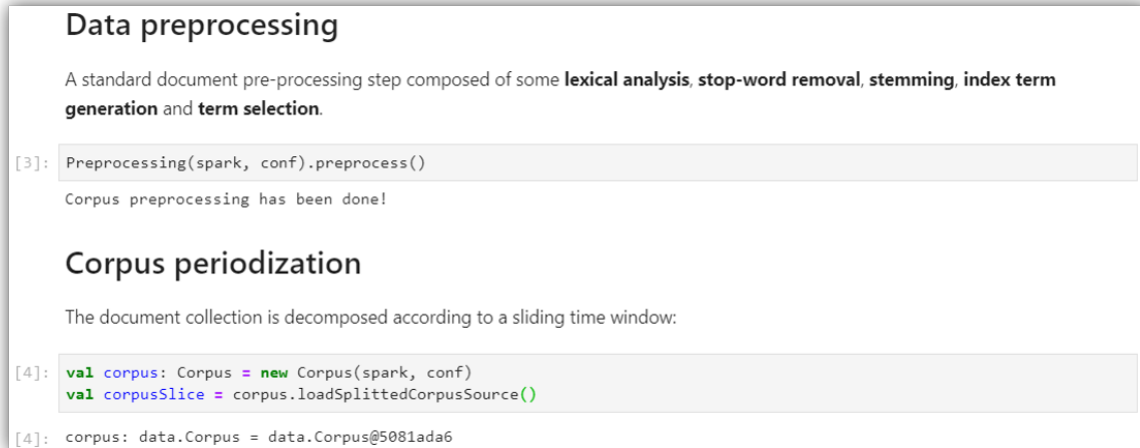 Data preprocessing
A standard document pre-processing step composed of some lexical analysis, stop-word removal, stemming, index term
generation and term selection.
[3]: Preprocessing(spark, conf).preprocess()
Corpus preprocessing has been done!
Corpus periodization
The document collection is decomposed according to a sliding time window:
[4]: val corpus: Corpus = new Corpus(spark, conf)
val corpusSlice = corpus.loadSplittedCorpusSource()
[4]: corpus: data.Corpus = data.Corpus@5081ada6